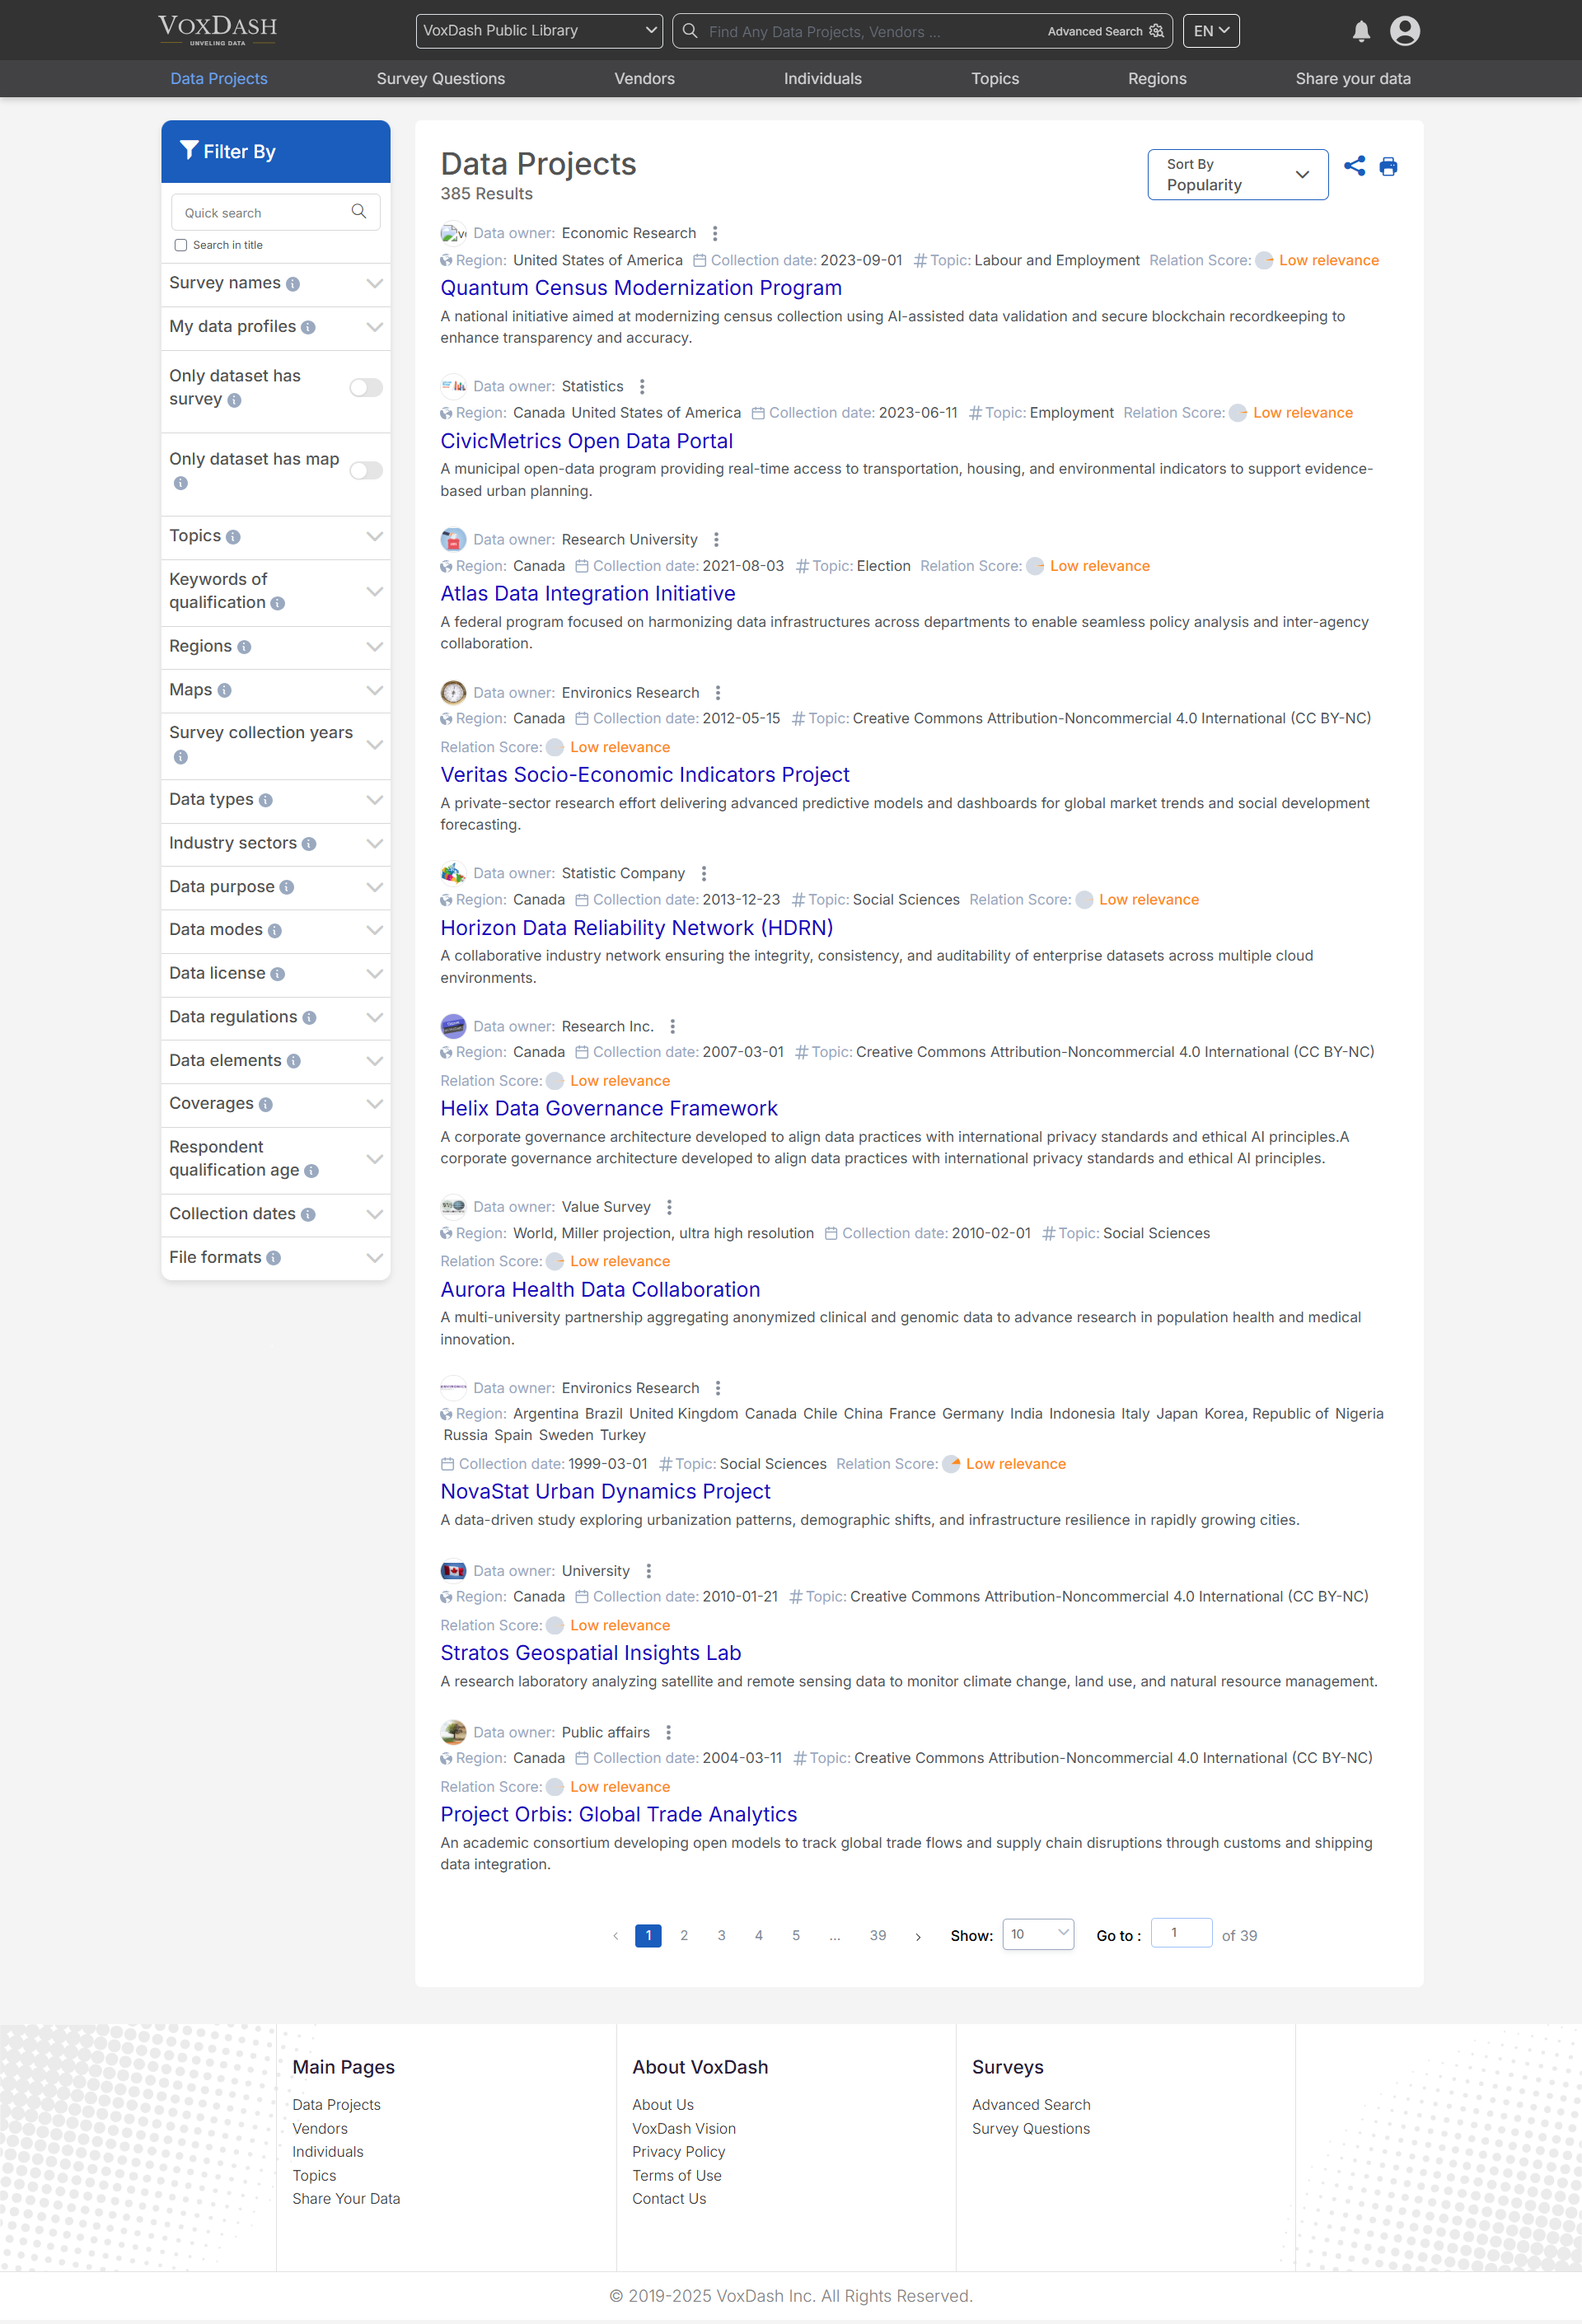 VOXDASH
UNVEILING DATA
VoxDash Public Library
Find Any Data Projects, Vendors ...
Advanced Search
EN
Data Projects
Survey Questions
Vendors
Individuals
Topics
Regions
Share your data
Filter By
Quick search
Search in title
Survey names
My data profiles
Only dataset has
survey
Only dataset has map
Topics
Keywords of
qualification
Regions
Maps
Survey collection years
Data types
Industry sectors
Data purpose
Data modes
Data license
Data regulations
Data elements
Coverages
Respondent
qualification age
Collection dates
File formats
Data Projects
385 Results
Sort By
Popularity
Data owner: Economic Research
Region: United States of America Collection date: 2023-09-01 # Topic: Labour and Employment Relation Score: Low relevance
Quantum Census Modernization Program
A national initiative aimed at modernizing census collection using AI-assisted data validation and secure blockchain recordkeeping to
enhance transparency and accuracy.
Data owner: Statistics
Region: Canada United States of America Collection date: 2023-06-11 # Topic: Employment Relation Score: Low relevance
CivicMetrics Open Data Portal
A municipal open-data program providing real-time access to transportation, housing, and environmental indicators to support evidence-
based urban planning.
Data owner: Research University
Region: Canada Collection date: 2021-08-03 # Topic: Election Relation Score: Low relevance
Atlas Data Integration Initiative
A federal program focused on harmonizing data infrastructures across departments to enable seamless policy analysis and inter-agency
collaboration.
Data owner: Environics Research
Region: Canada Collection date: 2012-05-15 # Topic: Creative Commons Attribution-Noncommercial 4.0 International (CC BY-NC)
Relation Score: Low relevance
Veritas Socio-Economic Indicators Project
A private-sector research effort delivering advanced predictive models and dashboards for global market trends and social development
forecasting.
Data owner: Statistic Company
Region: Canada Collection date: 2013-12-23 # Topic: Social Sciences Relation Score: Low relevance
Horizon Data Reliability Network (HDRN)
A collaborative industry network ensuring the integrity, consistency, and auditability of enterprise datasets across multiple cloud
environments.
Data owner: Research Inc.
Region: Canada Collection date: 2007-03-01 # Topic: Creative Commons Attribution-Noncommercial 4.0 International (CC BY-NC)
Relation Score: Low relevance
Helix Data Governance Framework
A corporate governance architecture developed to align data practices with international privacy standards and ethical AI principles.A
corporate governance architecture developed to align data practices with international privacy standards and ethical AI principles.
Data owner: Value Survey
Region: World, Miller projection, ultra high resolution Collection date: 2010-02-01 # Topic: Social Sciences
Relation Score: Low relevance
Aurora Health Data Collaboration
A multi-university partnership aggregating anonymized clinical and genomic data to advance research in population health and medical
innovation.
Data owner: Environics Research
Region: Argentina Brazil United Kingdom Canada Chile China France Germany India Indonesia Italy Japan Korea, Republic of Nigeria
Russia Spain Sweden Turkey
Collection date: 1999-03-01 # Topic: Social Sciences Relation Score: Low relevance
NovaStat Urban Dynamics Project
A data-driven study exploring urbanization patterns, demographic shifts, and infrastructure resilience in rapidly growing cities.
Data owner: University
Region: Canada Collection date: 2010-01-21 # Topic: Creative Commons Attribution-Noncommercial 4.0 International (CC BY-NC)
Relation Score: Low relevance
Stratos Geospatial Insights Lab
A research laboratory analyzing satellite and remote sensing data to monitor climate change, land use, and natural resource management.
Data owner: Public affairs
Region: Canada Collection date: 2004-03-11 # Topic: Creative Commons Attribution-Noncommercial 4.0 International (CC BY-NC)
Relation Score: Low relevance
Project Orbis: Global Trade Analytics
An academic consortium developing open models to track global trade flows and supply chain disruptions through customs and shipping
data integration.
‹ 1 2 3 4 5 ... 39 › Show: 10 Go to : 1 of 39
Main Pages
Data Projects
Vendors
Individuals
Topics
Share Your Data
About VoxDash
About Us
VoxDash Vision
Privacy Policy
Terms of Use
Contact Us
Surveys
Advanced Search
Survey Questions
© 2019-2025 VoxDash Inc. All Rights Reserved.